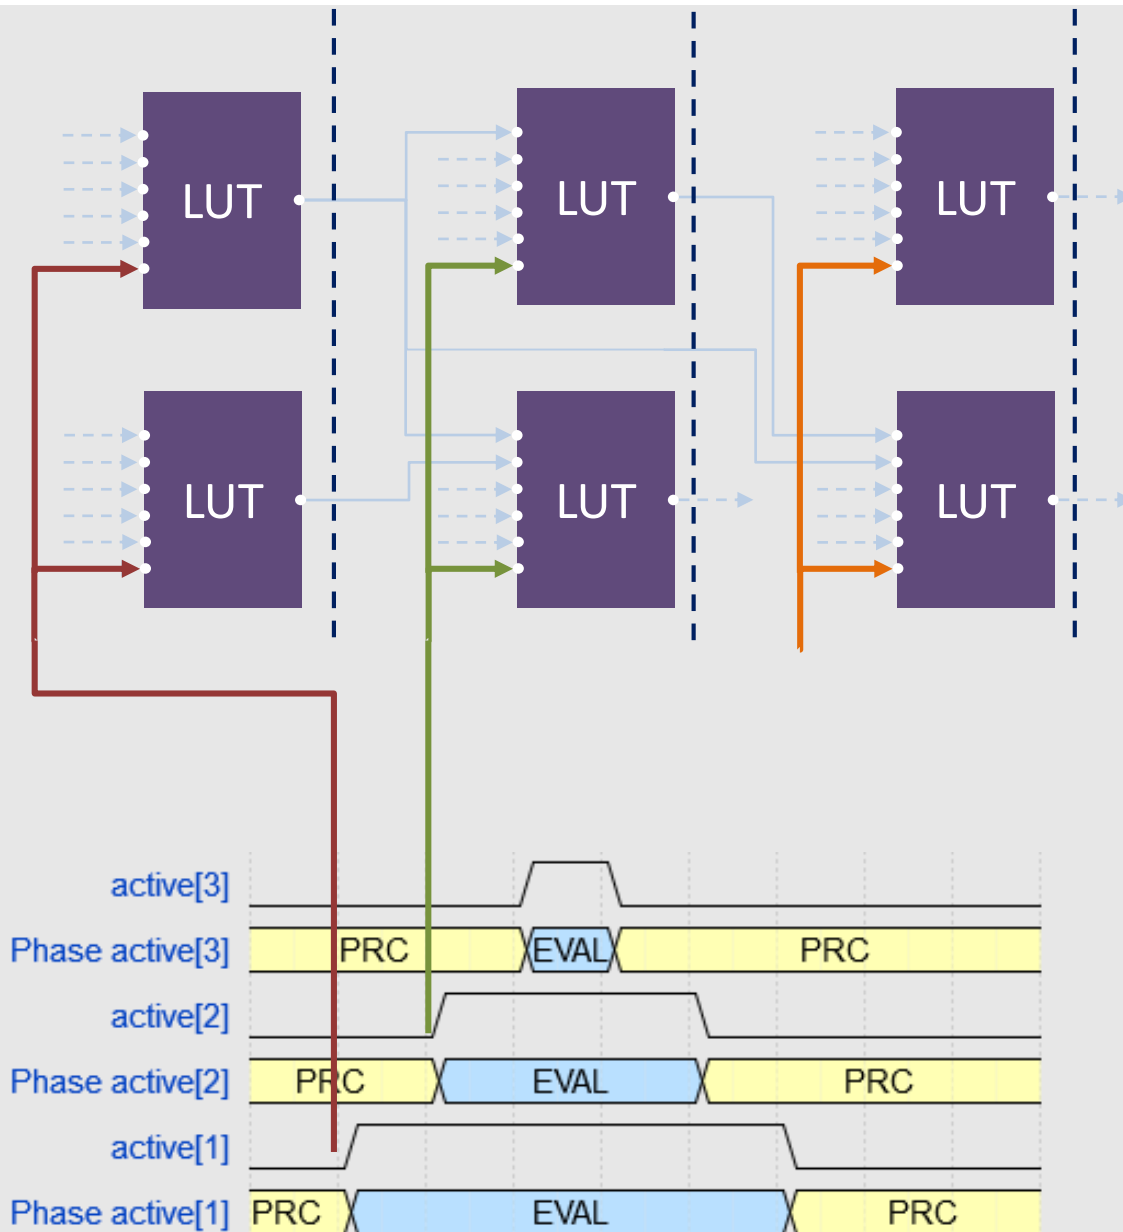 LUT LUT LUT
LUT LUT LUT
active[3]
Phase active[3] PRC EVAL PRC
active[2]
Phase active[2] PRC EVAL PRC
active[1]
Phase active[1] PRC EVAL PRC